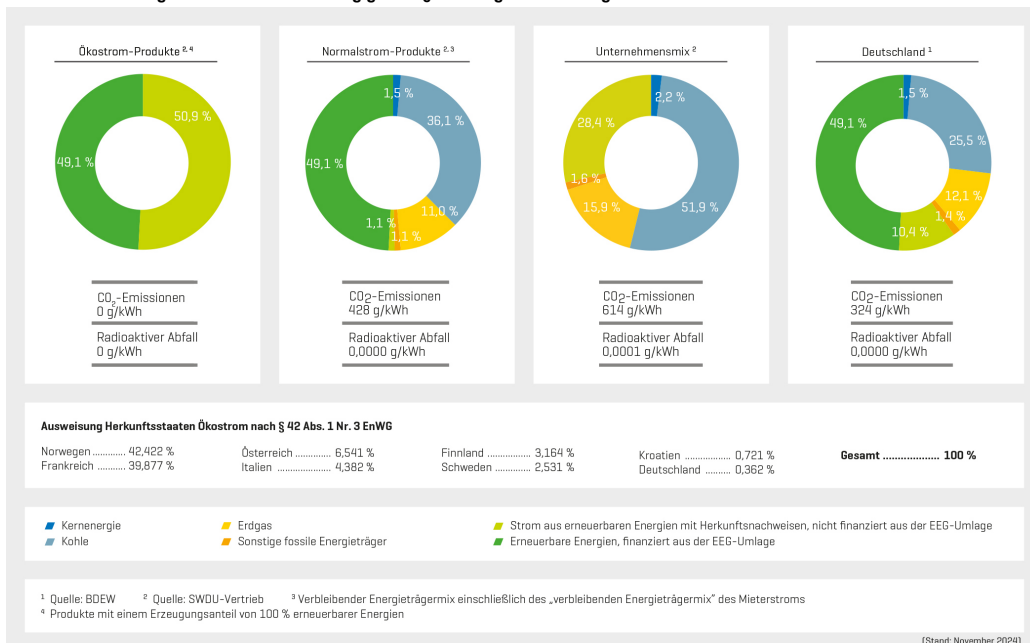 Ökostrom-Produkte ²,⁴
50,9 %
49,1 %
CO₂-Emissionen
0 g/kWh
Radioaktiver Abfall
0 g/kWh
Normalstrom-Produkte ²,³
1,5 %
36,1 %
49,1 %
11,0 %
1,1 %
1,1 %
CO2-Emissionen
428 g/kWh
Radioaktiver Abfall
0,0000 g/kWh
Unternehmensmix ²
2,2 %
28,4 %
1,6 %
15,9 %
51,9 %
CO2-Emissionen
614 g/kWh
Radioaktiver Abfall
0,0001 g/kWh
Deutschland ¹
1,5 %
49,1 %
25,5 %
12,1 %
1,4 %
10,4 %
CO2-Emissionen
324 g/kWh
Radioaktiver Abfall
0,0000 g/kWh
Ausweisung Herkunftsstaaten Ökostrom nach § 42 Abs. 1 Nr. 3 EnWG
Norwegen ............ 42,422 %
Frankreich .......... 39,877 %
Österreich ............. 6,541 %
Italien ................... 4,382 %
Finnland ................ 3,164 %
Schweden .............. 2,531 %
Kroatien ................. 0,721 %
Deutschland ......... 0,362 %
Gesamt ................... 100 %
Kernenergie
Kohle
Erdgas
Sonstige fossile Energieträger
Strom aus erneuerbaren Energien mit Herkunftsnachweisen, nicht finanziert aus der EEG-Umlage
Erneuerbare Energien, finanziert aus der EEG-Umlage
¹ Quelle: BDEW ² Quelle: SWDU-Vertrieb ³ Verbleibender Energieträgermix einschließlich des „verbleibenden Energieträgermix" des Mieterstroms
⁴ Produkte mit einem Erzeugungsanteil von 100 % erneuerbarer Energien
(Stand: November 2024)